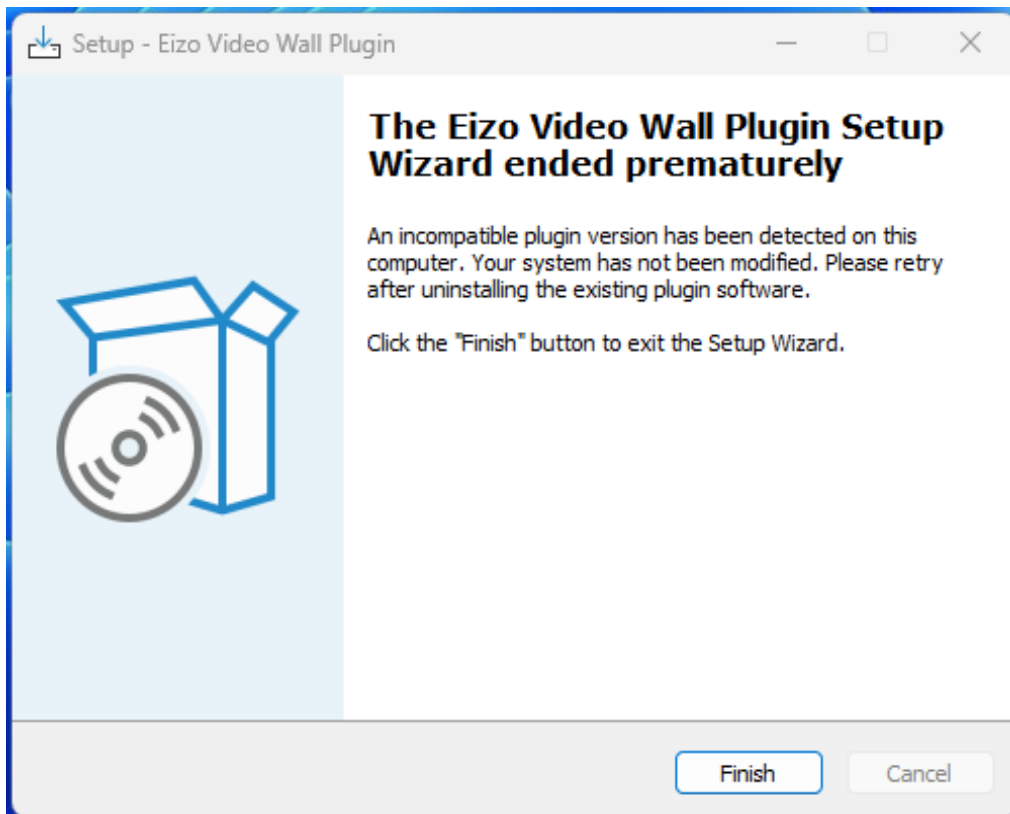 Setup - Eizo Video Wall Plugin
The Eizo Video Wall Plugin Setup
Wizard ended prematurely
An incompatible plugin version has been detected on this
computer. Your system has not been modified. Please retry
after uninstalling the existing plugin software.
Click the "Finish" button to exit the Setup Wizard.
Finish
Cancel